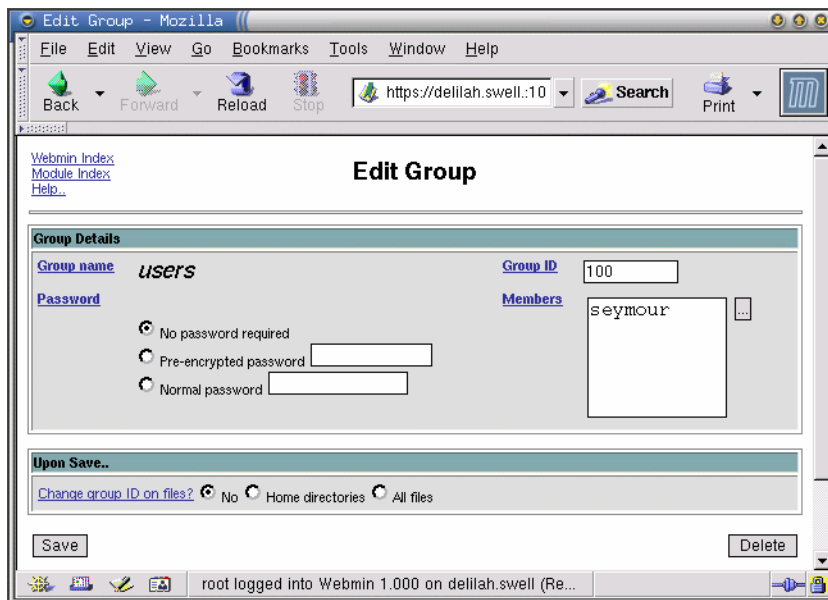 Edit Group - Mozilla
File Edit View Go Bookmarks Tools Window Help
Back Forward Reload Stop https://delilah.swell.:10 Search Print
Webmin Index
Module Index
Help..
Edit Group
Group Details
Group name users Group ID 100
Password Members seymour ...
No password required
Pre-encrypted password
Normal password
Upon Save..
Change group ID on files? No Home directories All files
Save Delete
root logged into Webmin 1.000 on delilah.swell (Re...